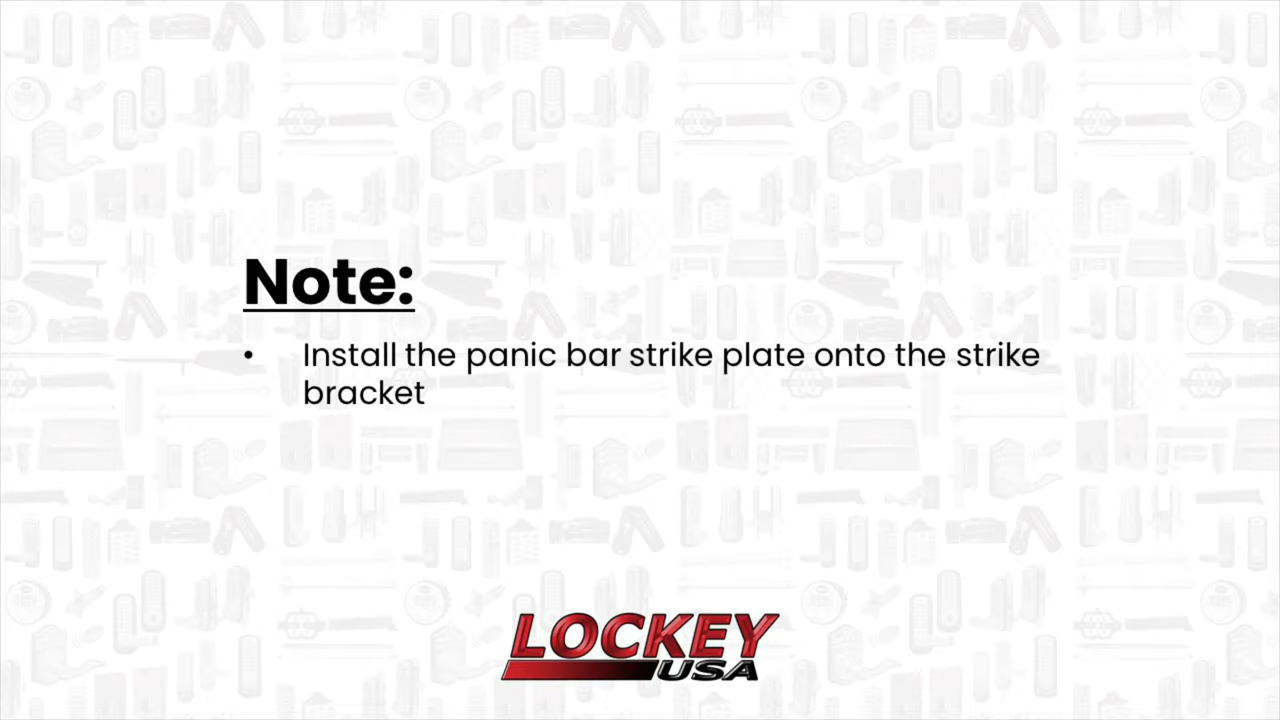 Note:
• Install the panic bar strike plate onto the strike
bracket
LOCKEY
USA